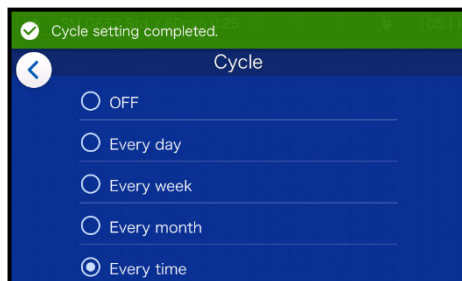 Cycle setting completed.
Cycle
OFF
Every day
Every week
Every month
Every time